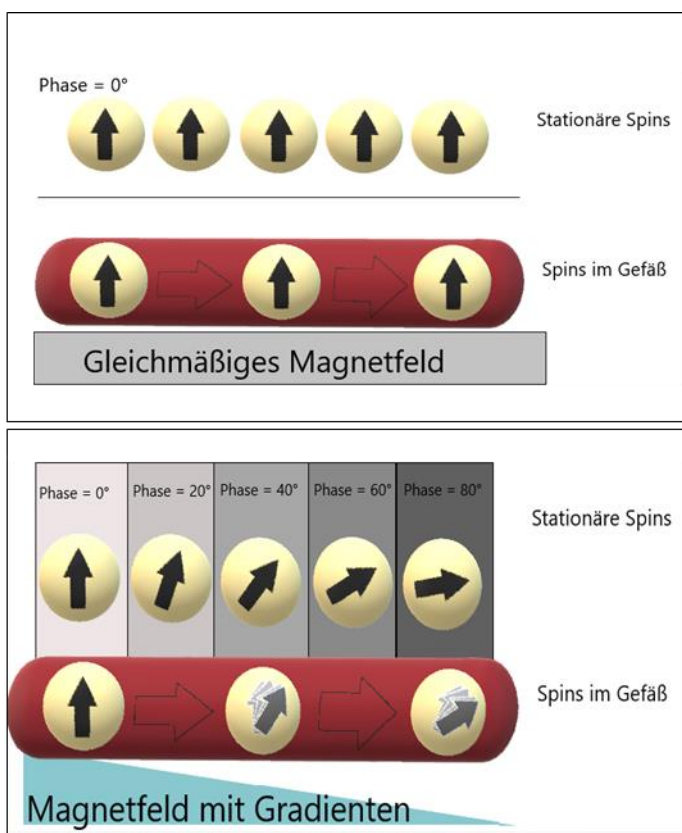 Phase = 0°
Stationäre Spins
Spins im Gefäß
Gleichmäßiges Magnetfeld
Phase = 0° Phase = 20° Phase = 40° Phase = 60° Phase = 80°
Stationäre Spins
Spins im Gefäß
Magnetfeld mit Gradienten